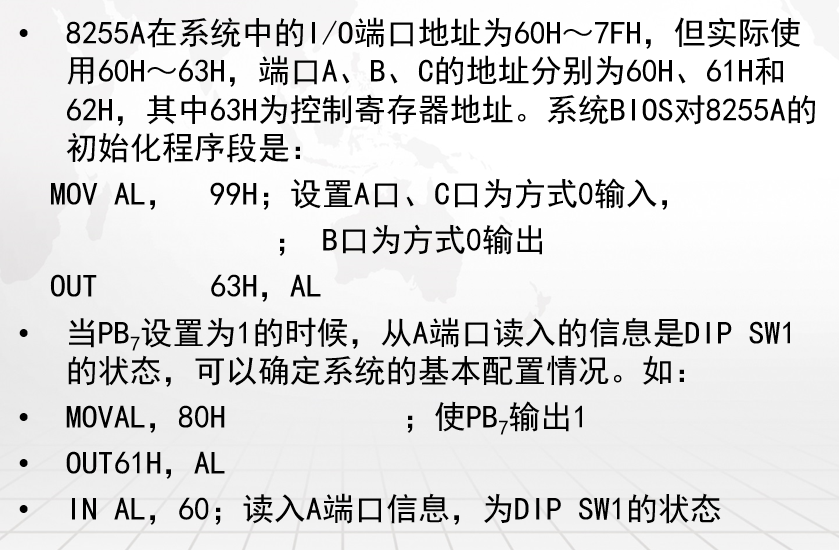 • 8255A在系统中的I/O端口地址为60H～7FH，但实际使
用60H～63H，端口A、B、C的地址分别为60H、61H和
62H，其中63H为控制寄存器地址。系统BIOS对8255A的
初始化程序段是：
MOV AL， 99H；设置A口、C口为方式0输入，
； B口为方式0输出
OUT 63H，AL
• 当PB₇设置为1的时候，从A端口读入的信息是DIP SW1
的状态，可以确定系统的基本配置情况。如：
• MOVAL，80H ；使PB₇输出1
• OUT61H，AL
• IN AL，60；读入A端口信息，为DIP SW1的状态